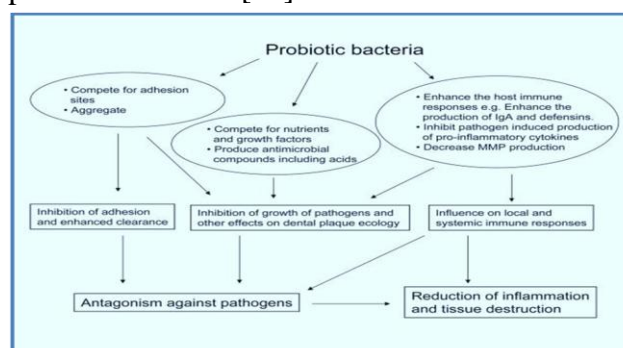 Probiotic bacteria
• Compete for adhesion
sites
• Aggregate
• Compete for nutrients
and growth factors
• Produce antimicrobial
compounds including acids
• Enhance the host immune
responses e.g. Enhance the
production of IgA and defensins.
• Inhibit pathogen induced production
of pro-inflammatory cytokines
• Decrease MMP production
Inhibition of adhesion
and enhanced clearance
Inhibition of growth of pathogens and
other effects on dental plaque ecology
Influence on local and
systemic immune responses
Antagonism against pathogens
Reduction of inflammation
and tissue destruction